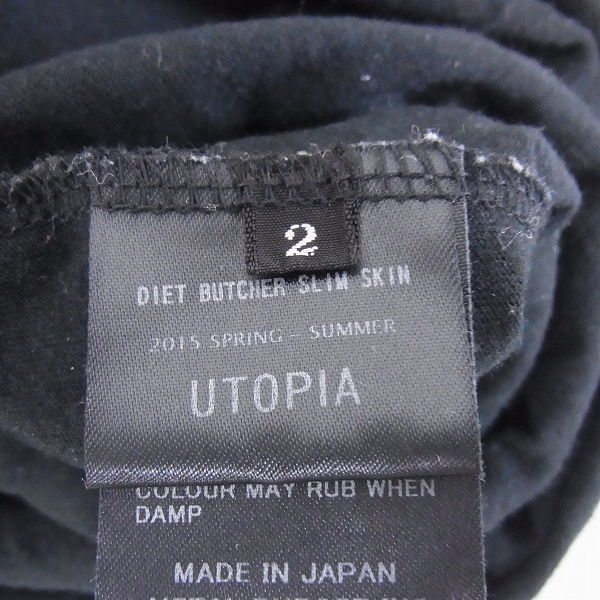 2
DIET BUTCHER SLIM SKIN
2015 SPRING – SUMMER
UTOPIA
COLOUR MAY RUB WHEN
DAMP
MADE IN JAPAN